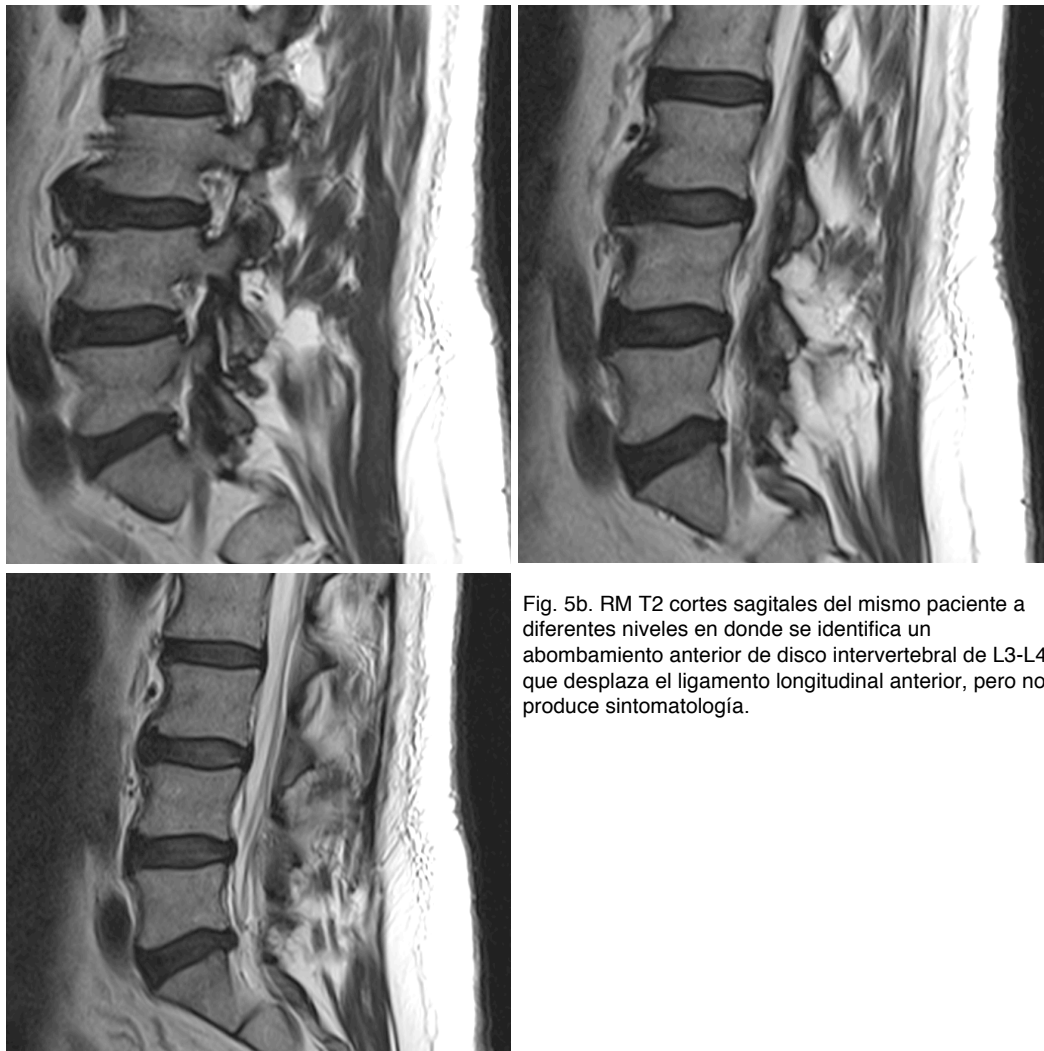 Fig. 5b. RM T2 cortes sagitales del mismo paciente a
diferentes niveles en donde se identifica un
abombamiento anterior de disco intervertebral de L3-L4
que desplaza el ligamento longitudinal anterior, pero no
produce sintomatología.